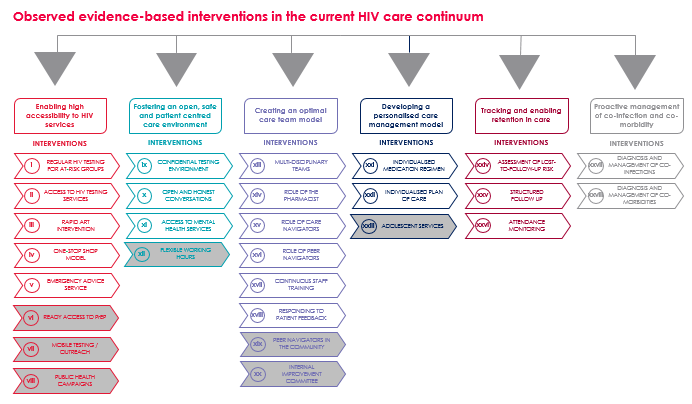 Observed evidence-based interventions in the current HIV care continuum
Enabling high
accessibility to HIV
services
INTERVENTIONS
i
REGULAR HIV TESTING
FOR AT-RISK GROUPS
ii
ACCESS TO HIV TESTING
SERVICES
iii
RAPID ART
INTERVENTION
iv
ONE-STOP SHOP
MODEL
v
EMERGENCY ADVICE
SERVICE
vi
READY ACCESS TO PrEP
vii
MOBILE TESTING /
OUTREACH
viii
PUBLIC HEALTH
CAMPAIGNS
Fostering an open, safe
and patient centred
care environment
INTERVENTIONS
ix
CONFIDENTIAL TESTING
ENVIRONMENT
x
OPEN AND HONEST
CONVERSATIONS
xi
ACCESS TO MENTAL
HEALTH SERVICES
xii
FLEXIBLE WORKING
HOURS
Creating an optimal
care team model
INTERVENTIONS
xiii
MULTI-DISCIPLINARY
TEAMS
xiv
ROLE OF THE
PHARMACIST
xv
ROLE OF CARE
NAVIGATORS
xvi
ROLE OF PEER
NAVIGATORS
xvii
CONTINUOUS STAFF
TRAINING
xviii
RESPONDING TO
PATIENT FEEDBACK
xix
PEER NAVIGATORS IN
THE COMMUNITY
xx
INTERNAL
IMPROVEMENT
COMMITTEE
Developing a
personalised care
management model
INTERVENTIONS
xxi
INDIVIDUALISED
MEDICATION REGIMEN
xxii
INDIVIDUALISED PLAN
OF CARE
xxiii
ADOLESCENT SERVICES
Tracking and enabling
retention in care
INTERVENTIONS
xxiv
ASSESSMENT OF LOST-
TO-FOLLOW-UP RISK
xxv
STRUCTURED
FOLLOW UP
xxvi
ATTENDANCE
MONITORING
Proactive management
of co-infection and co-
morbidity
INTERVENTIONS
xxvii
DIAGNOSIS AND
MANAGEMENT OF CO-
INFECTIONS
xxviii
DIAGNOSIS AND
MANAGEMENT OF CO-
MORBIDITIES